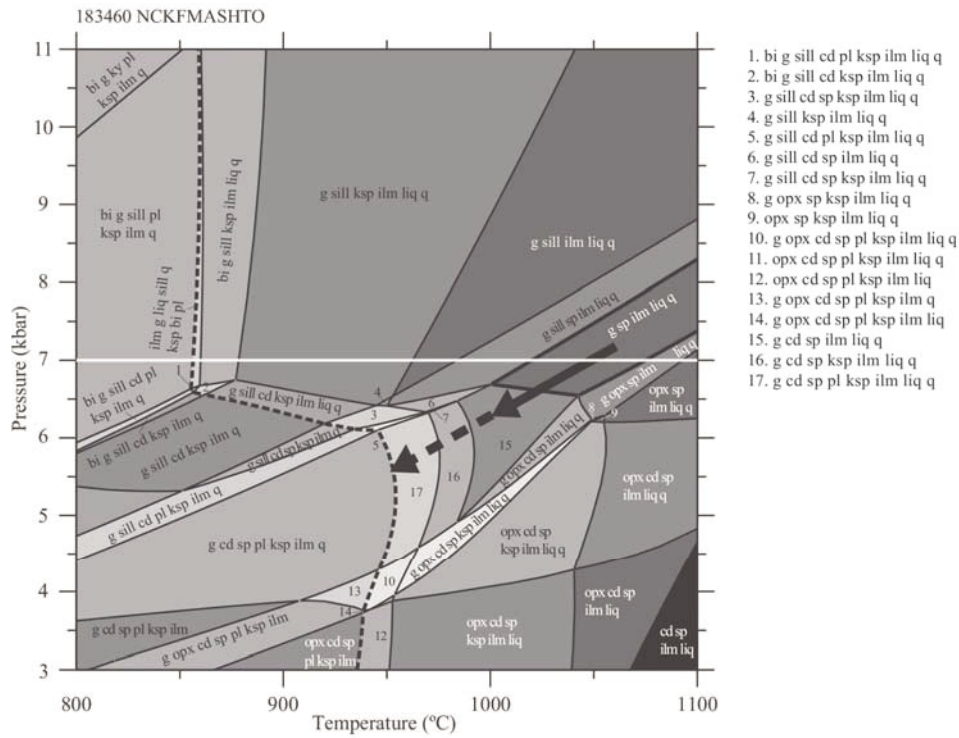 183460 NCKFMASHTO
11
10
9
8
7
6
5
4
3
Pressure (kbar)
800
900
1000
1100
Temperature (ºC)
bi g ky pl
ksp ilm q
bi g sill pl
ksp ilm q
ilm g liq sill q
ksp bi pl
bi g sill ksp ilm liq q
g sill ksp ilm liq q
g sill ilm liq q
g sill sp ilm liq q
g sp ilm liq q
g opx sp ilm
liq q
opx sp
ilm liq q
bi g sill cd pl
ksp ilm q
bi g sill cd ksp ilm q
g sill cd ksp ilm q
g sill cd ksp ilm liq q
g sill cd sp ksp ilm q
g sill cd pl ksp ilm q
g cd sp pl ksp ilm q
g opx cd sp ilm liq q
g opx cd sp ksp ilm liq q
opx cd sp
ksp ilm liq q
opx cd sp
ilm liq q
g cd sp pl ksp ilm
g opx cd sp pl ksp ilm
opx cd sp
pl ksp ilm
opx cd sp
ksp ilm liq
opx cd sp
ilm liq
cd sp
ilm liq
4
3
5
6
7
8
9
15
16
17
13
10
14
12
1. bi g sill cd pl ksp ilm liq q
2. bi g sill cd ksp ilm liq q
3. g sill cd sp ksp ilm liq q
4. g sill ksp ilm liq q
5. g sill cd pl ksp ilm liq q
6. g sill cd sp ilm liq q
7. g sill cd sp ksp ilm liq q
8. g opx sp ksp ilm liq q
9. opx sp ksp ilm liq q
10. g opx cd sp pl ksp ilm liq q
11. opx cd sp pl ksp ilm liq q
12. opx cd sp pl ksp ilm liq
13. g opx cd sp pl ksp ilm q
14. g opx cd sp pl ksp ilm liq
15. g cd sp ilm liq q
16. g cd sp ksp ilm liq q
17. g cd sp pl ksp ilm liq q